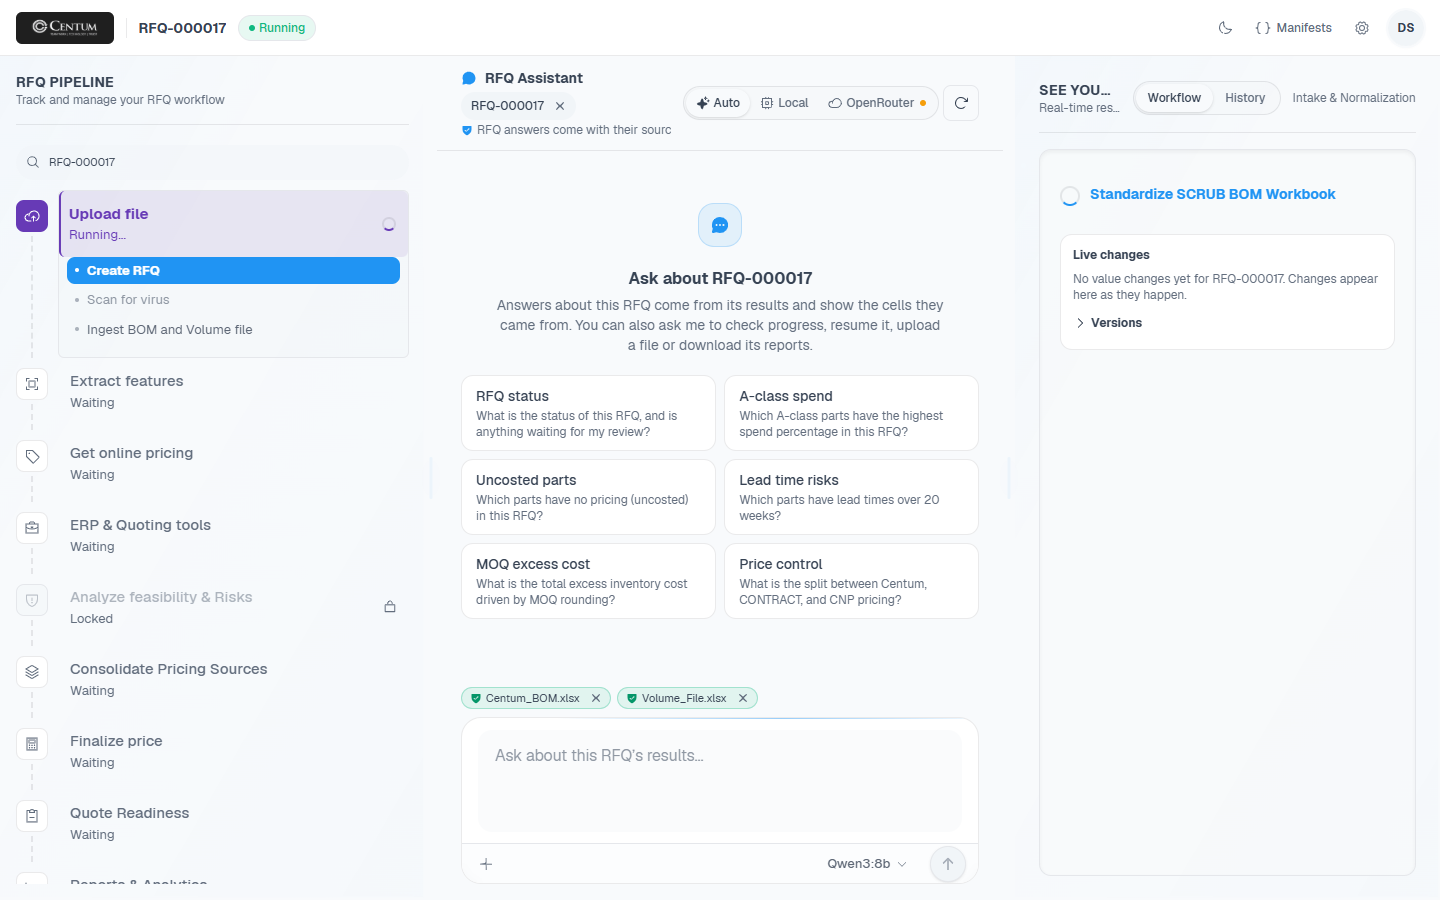 CENTUM
RFQ-000017
Running
Manifests
DS
RFQ PIPELINE
Track and manage your RFQ workflow
RFQ-000017
Upload file
Running...
Create RFQ
Scan for virus
Ingest BOM and Volume file
Extract features
Waiting
Get online pricing
Waiting
ERP & Quoting tools
Waiting
Analyze feasibility & Risks
Locked
Consolidate Pricing Sources
Waiting
Finalize price
Waiting
Quote Readiness
Waiting
Reports & Analytics
RFQ Assistant
RFQ-000017
RFQ answers come with their sourc
Auto
Local
OpenRouter
Ask about RFQ-000017
Answers about this RFQ come from its results and show the cells they
came from. You can also ask me to check progress, resume it, upload
a file or download its reports.
RFQ status
What is the status of this RFQ, and is
anything waiting for my review?
A-class spend
Which A-class parts have the highest
spend percentage in this RFQ?
Uncosted parts
Which parts have no pricing (uncosted)
in this RFQ?
Lead time risks
Which parts have lead times over 20
weeks?
MOQ excess cost
What is the total excess inventory cost
driven by MOQ rounding?
Price control
What is the split between Centum,
CONTRACT, and CNP pricing?
Centum_BOM.xlsx
Volume_File.xlsx
Ask about this RFQ's results...
Qwen3:8b
SEE YOU...
Real-time res...
Workflow
History
Intake & Normalization
Standardize SCRUB BOM Workbook
Live changes
No value changes yet for RFQ-000017. Changes appear
here as they happen.
Versions